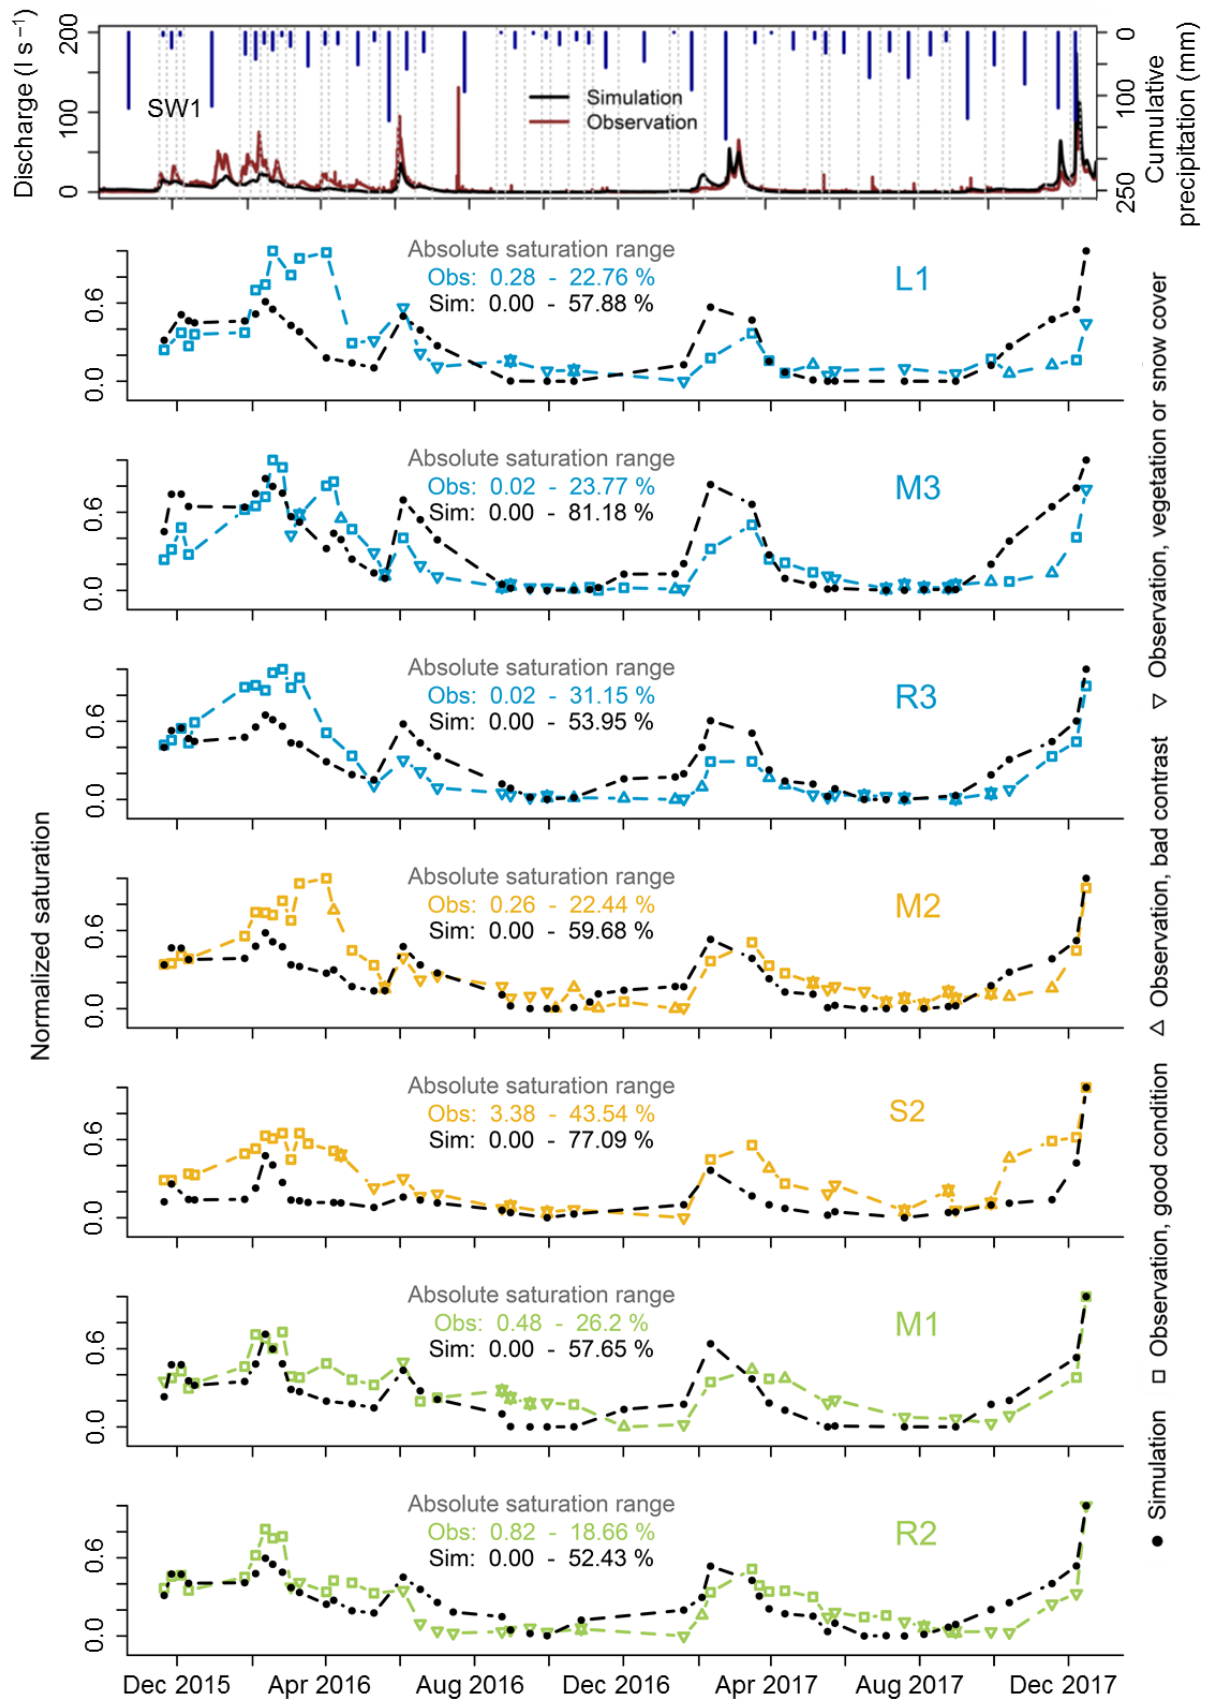 Discharge (l s⁻¹)
200
100
0
SW1
Simulation
Observation
0
100
250
Cumulative
precipitation (mm)
Normalized saturation
Absolute saturation range
Obs: 0.28 - 22.76 %
Sim: 0.00 - 57.88 %
L1
0.6
0.0
Absolute saturation range
Obs: 0.02 - 23.77 %
Sim: 0.00 - 81.18 %
M3
0.6
0.0
Absolute saturation range
Obs: 0.02 - 31.15 %
Sim: 0.00 - 53.95 %
R3
0.6
0.0
Absolute saturation range
Obs: 0.26 - 22.44 %
Sim: 0.00 - 59.68 %
M2
0.6
0.0
Absolute saturation range
Obs: 3.38 - 43.54 %
Sim: 0.00 - 77.09 %
S2
0.6
0.0
Absolute saturation range
Obs: 0.48 - 26.2 %
Sim: 0.00 - 57.65 %
M1
0.6
0.0
Absolute saturation range
Obs: 0.82 - 18.66 %
Sim: 0.00 - 52.43 %
R2
0.6
0.0
Dec 2015 Apr 2016 Aug 2016 Dec 2016 Apr 2017 Aug 2017 Dec 2017
● Simulation □ Observation, good condition △ Observation, bad contrast ▽ Observation, vegetation or snow cover